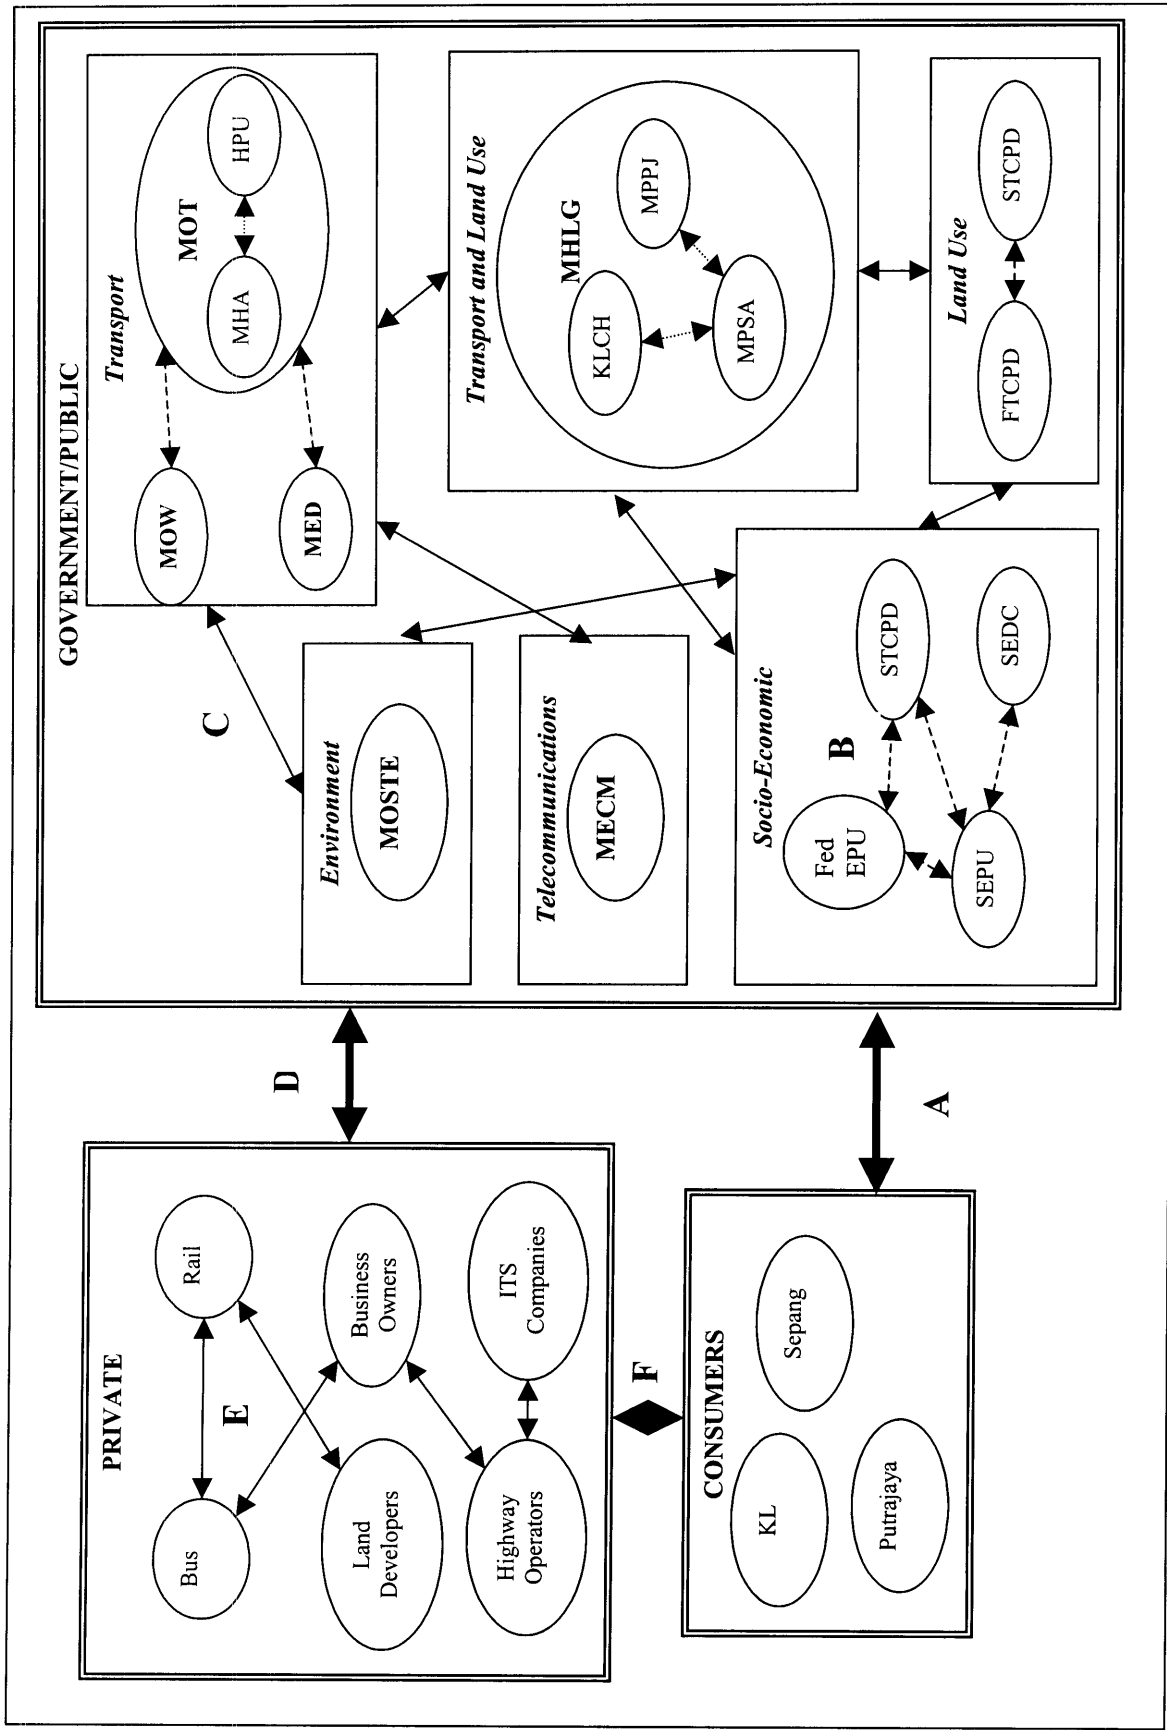 PRIVATE
Bus
Rail
E
Land
Developers
Business
Owners
Highway
Operators
ITS
Companies
F
CONSUMERS
KL
Sepang
Putrajaya
D
A
GOVERNMENT/PUBLIC
C
Transport
MOW
MOT
MHA
HPU
MED
Environment
MOSTE
Telecommunications
MECM
Transport and Land Use
MHLG
KLCH
MPPJ
MPSA
Socio-Economic
B
Fed
EPU
STCPD
SEPU
SEDC
Land Use
FTCPD
STCPD